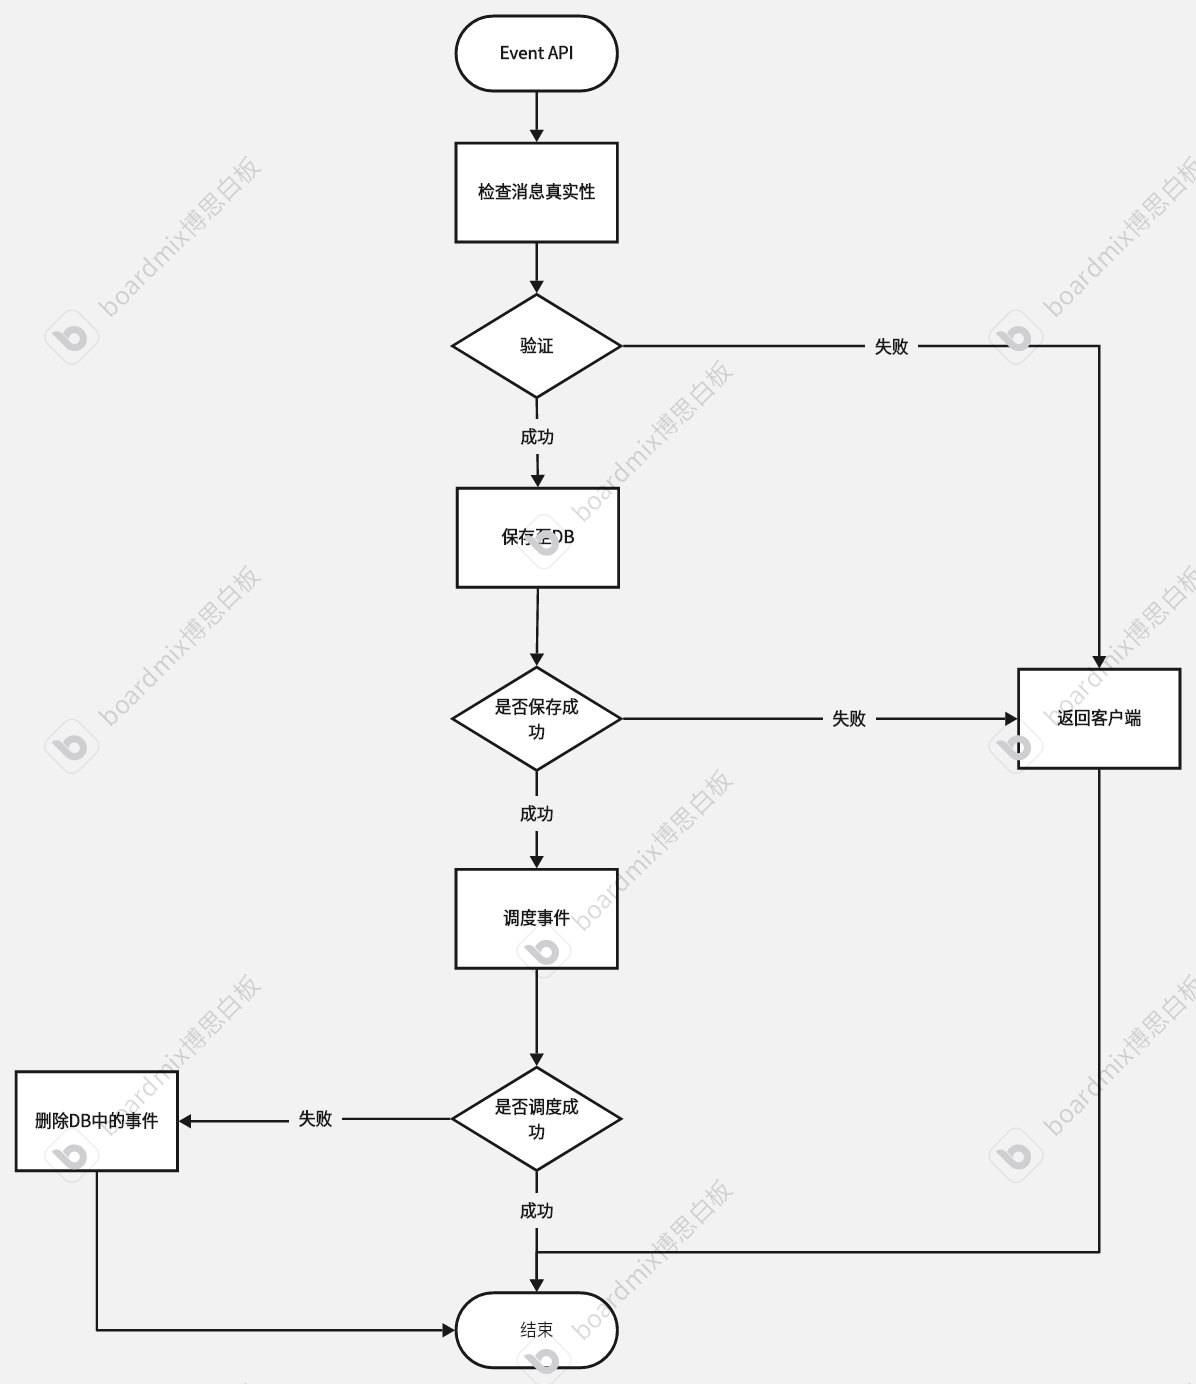 Event API
检查消息真实性
验证
失败
成功
保存至DB
是否保存成
功
失败
返回客户端
成功
调度事件
是否调度成
功
失败
删除DB中的事件
成功
结束
boardmix博思白板
boardmix博思白板
boardmix博思白板
boardmix博思白板
boardmix博思白板
boardmix博思白板
boardmix博思白板
boardmix博思白板
boardmix博思白板